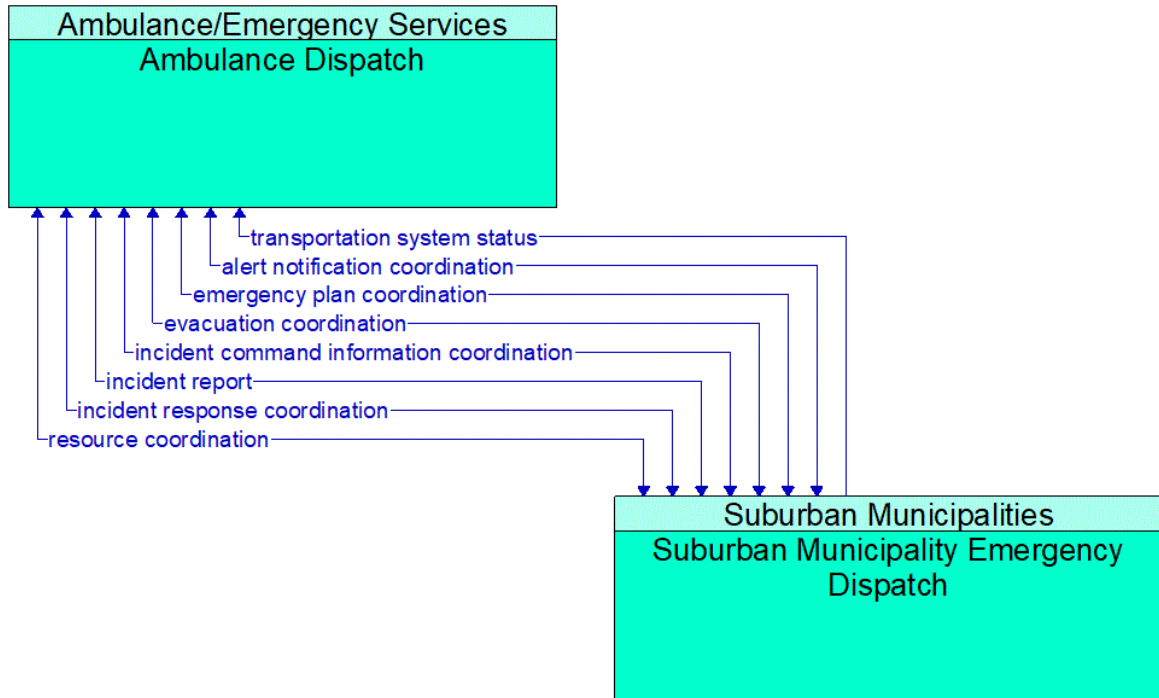 Ambulance/Emergency Services
Ambulance Dispatch
transportation system status
alert notification coordination
emergency plan coordination
evacuation coordination
incident command information coordination
incident report
incident response coordination
resource coordination
Suburban Municipalities
Suburban Municipality Emergency
Dispatch